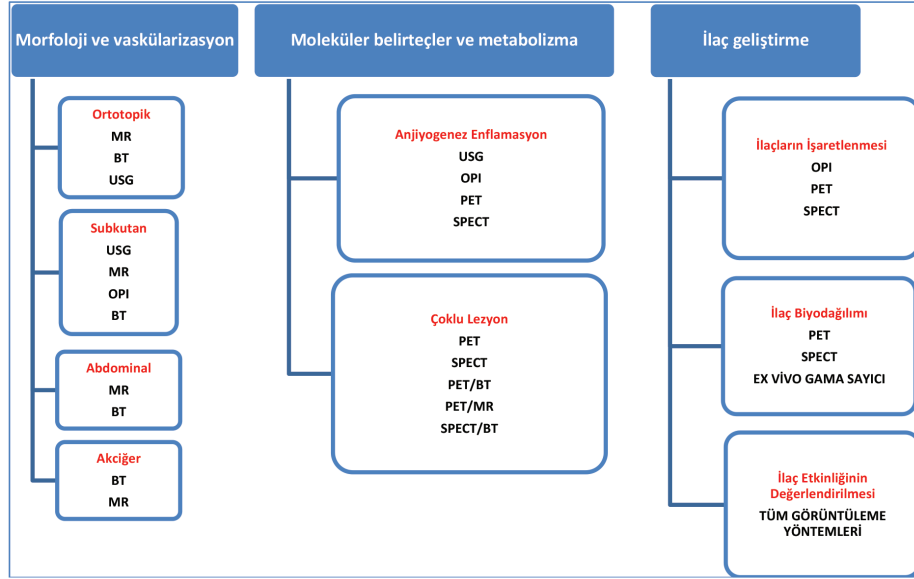 Morfoloji ve vaskülarizasyon
Ortotopik
MR
BT
USG
Subkutan
USG
MR
OPI
BT
Abdominal
MR
BT
Akciğer
BT
MR
Moleküler belirteçler ve metabolizma
Anjiyogenez Enflamasyon
USG
OPI
PET
SPECT
Çoklu Lezyon
PET
SPECT
PET/BT
PET/MR
SPECT/BT
İlaç geliştirme
İlaçların İşaretlenmesi
OPI
PET
SPECT
İlaç Biyodağılımı
PET
SPECT
EX VİVO GAMA SAYICI
İlaç Etkinliğinin
Değerlendirilmesi
TÜM GÖRÜNTÜLEME
YÖNTEMLERİ